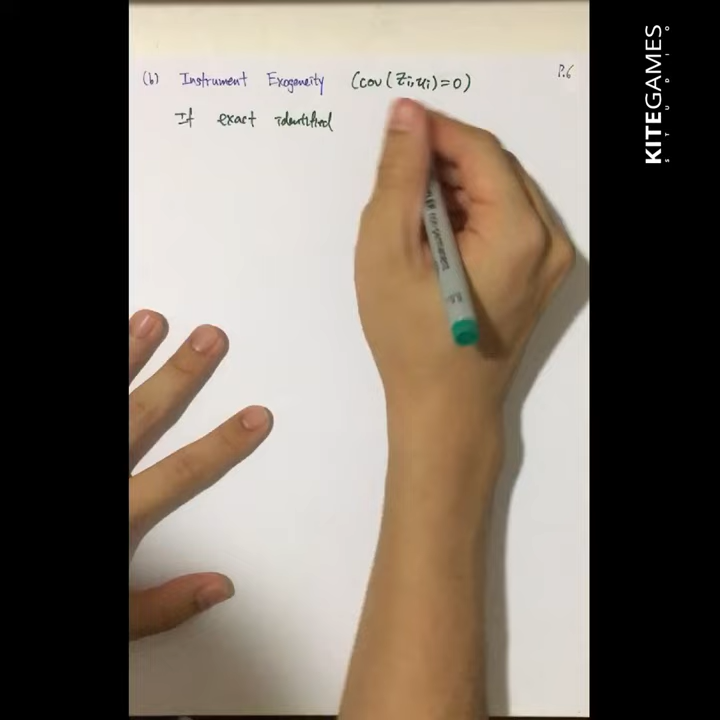 (b) Instrument Exogeneity (cov(Zi,ui)=0)
P.6
If exact identified
KITEGAMES
STUDIO